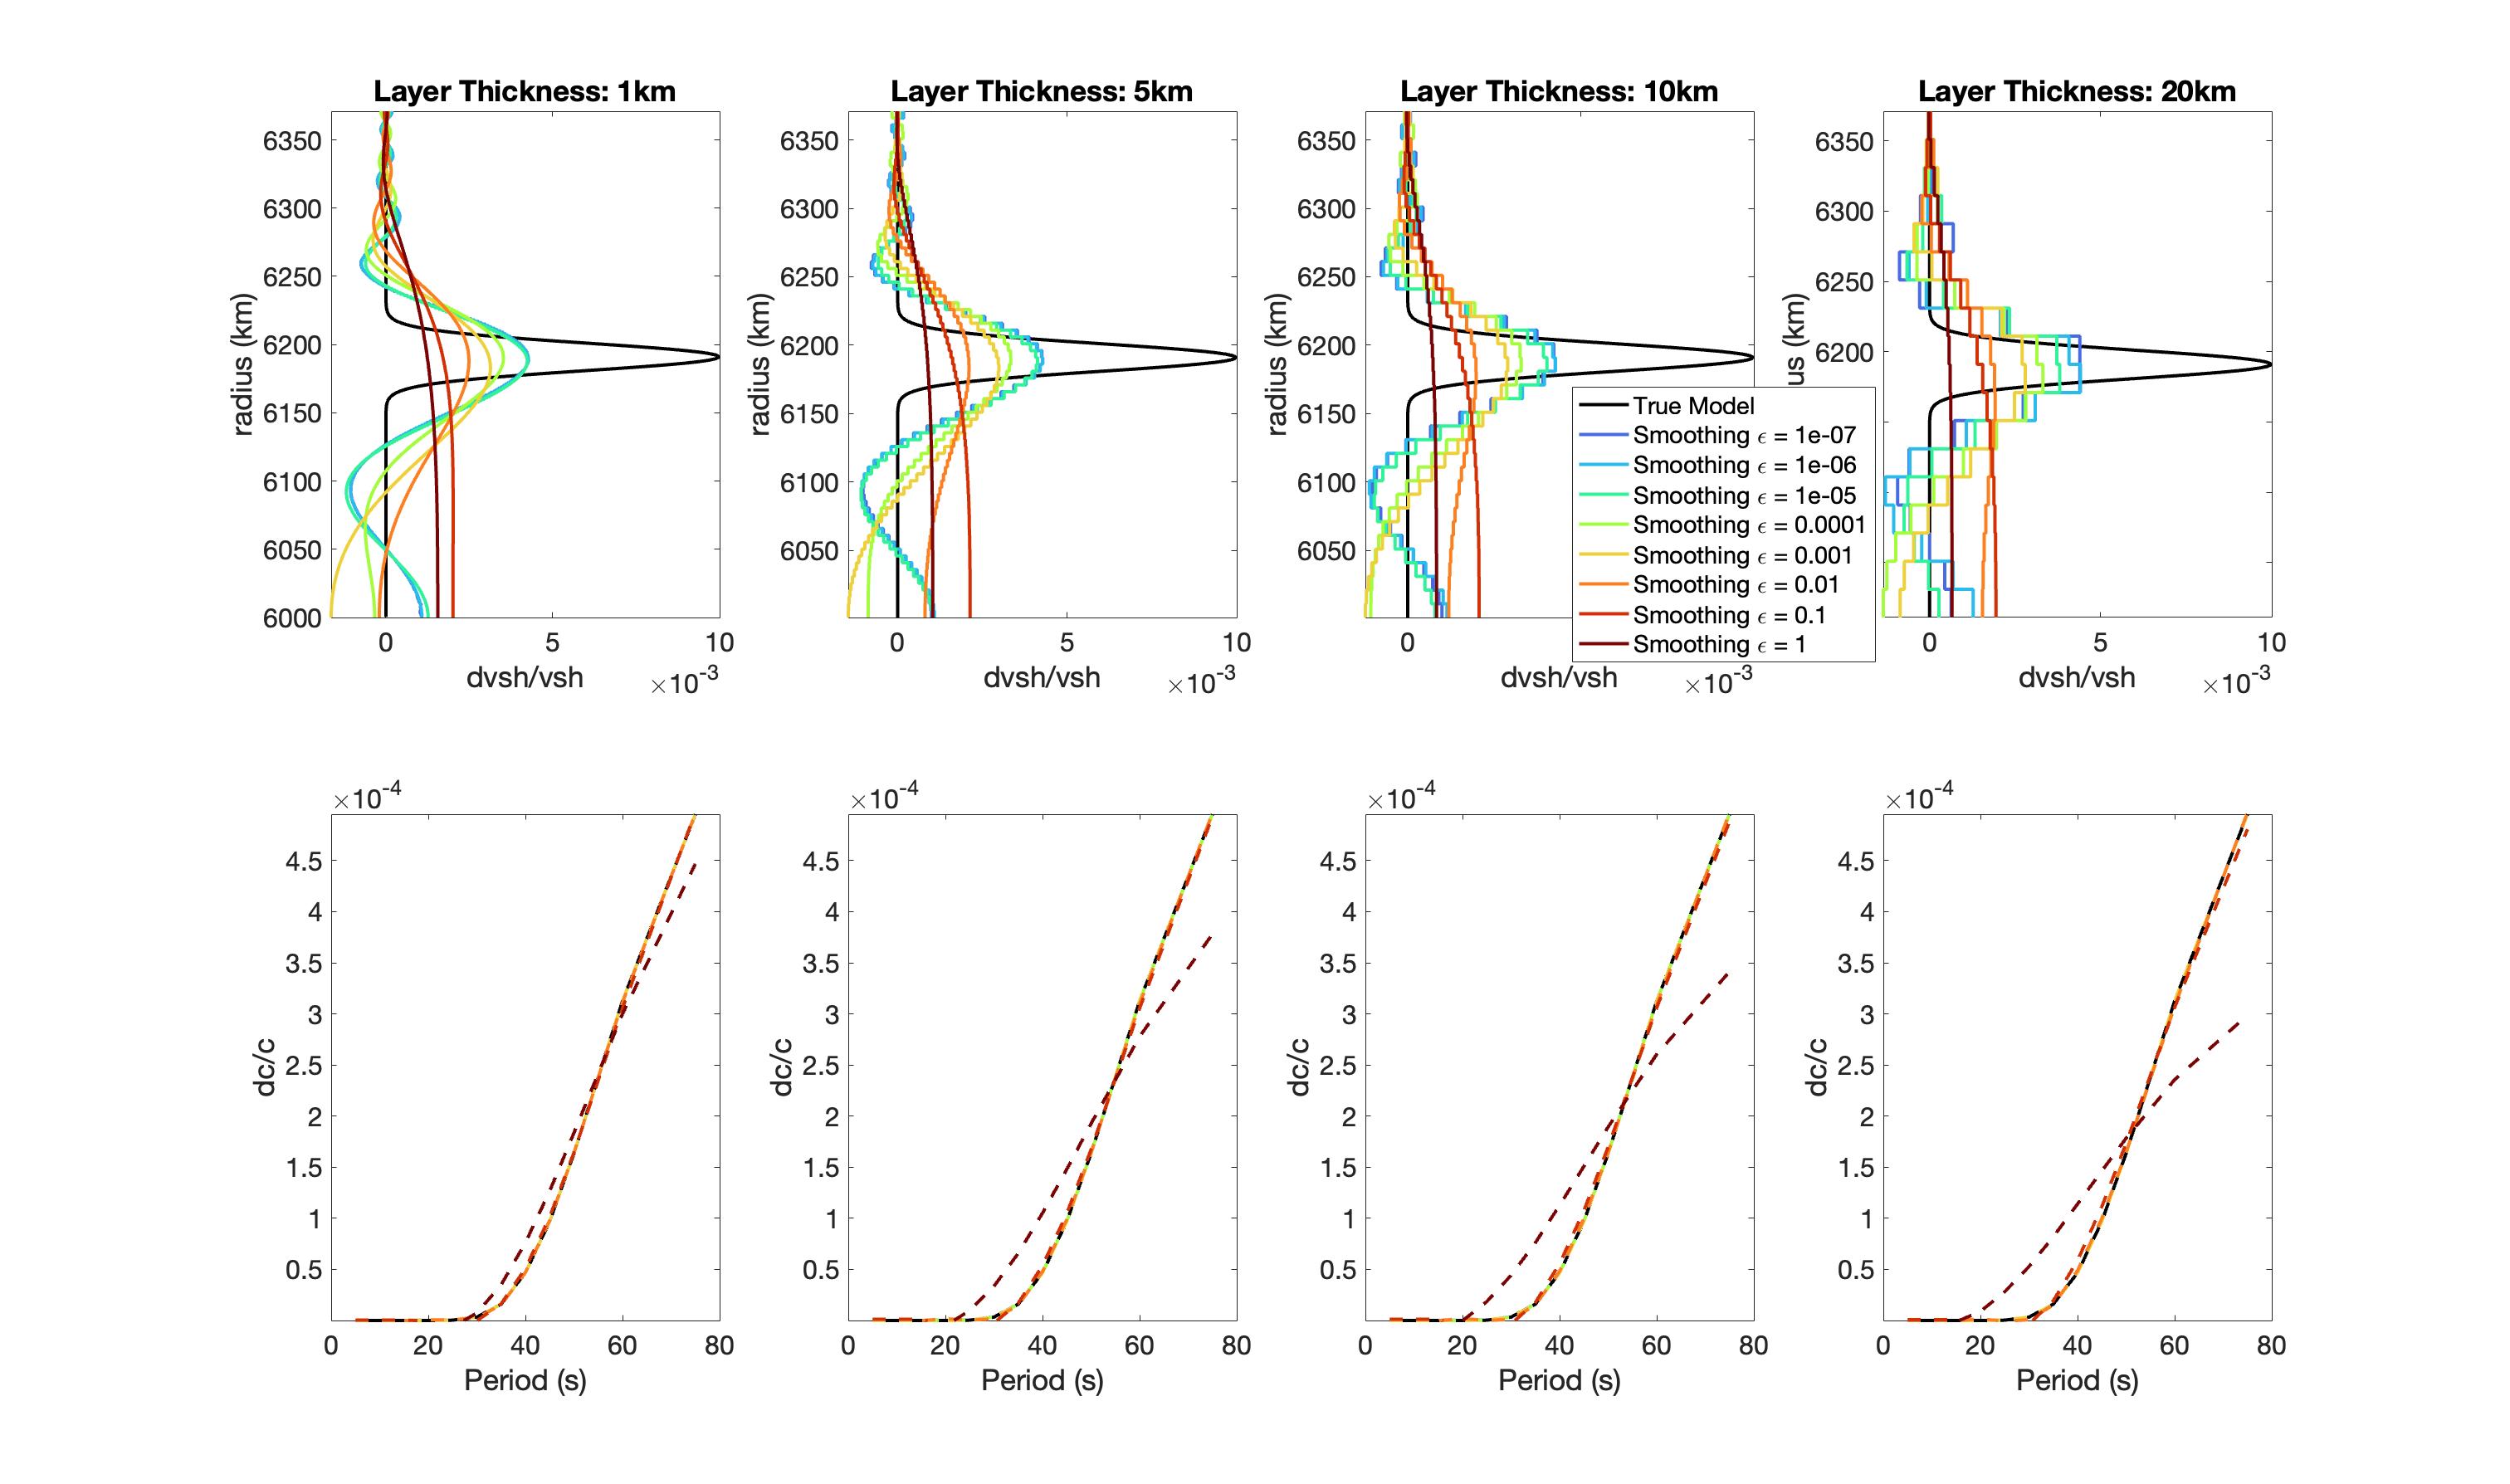 Layer Thickness: 1km
Layer Thickness: 5km
Layer Thickness: 10km
Layer Thickness: 20km
6350
6300
6250
6200
6150
6100
6050
6000
radius (km)
0 5 10
dvsh/vsh
×10⁻³
6350
6300
6250
6200
6150
6100
6050
radius (km)
0 5 10
dvsh/vsh
×10⁻³
6350
6300
6250
6200
6150
6100
6050
radius (km)
0
dvsh/vsh
×10⁻³
6350
6300
6250
6200
us (km)
0 5 10
dvsh/vsh
×10⁻³
True Model
Smoothing ϵ = 1e-07
Smoothing ϵ = 1e-06
Smoothing ϵ = 1e-05
Smoothing ϵ = 0.0001
Smoothing ϵ = 0.001
Smoothing ϵ = 0.01
Smoothing ϵ = 0.1
Smoothing ϵ = 1
×10⁻⁴
4.5
4
3.5
3
2.5
2
1.5
1
0.5
dc/c
0 20 40 60 80
Period (s)
×10⁻⁴
4.5
4
3.5
3
2.5
2
1.5
1
0.5
dc/c
0 20 40 60 80
Period (s)
×10⁻⁴
4.5
4
3.5
3
2.5
2
1.5
1
0.5
dc/c
0 20 40 60 80
Period (s)
×10⁻⁴
4.5
4
3.5
3
2.5
2
1.5
1
0.5
dc/c
0 20 40 60 80
Period (s)